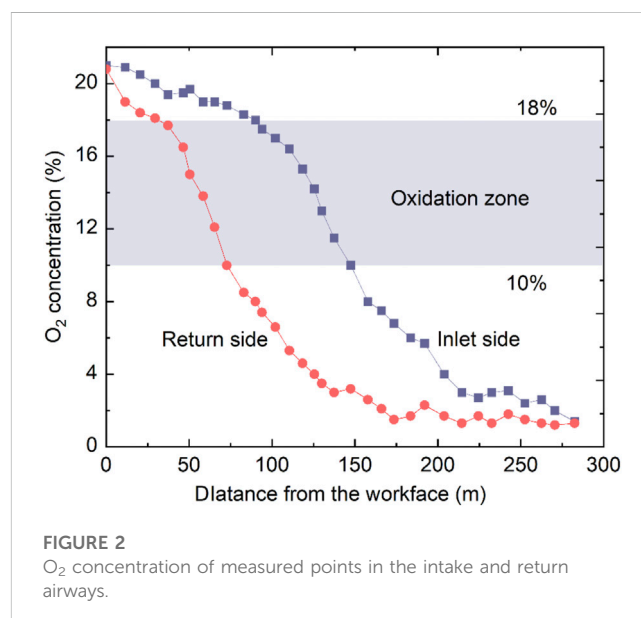 20
16
12
8
4
0
O₂ concentration (%)
18%
Oxidation zone
10%
Return side
Inlet side
0
50
100
150
200
250
300
DIatance from the workface (m)
FIGURE 2
O₂ concentration of measured points in the intake and return
airways.